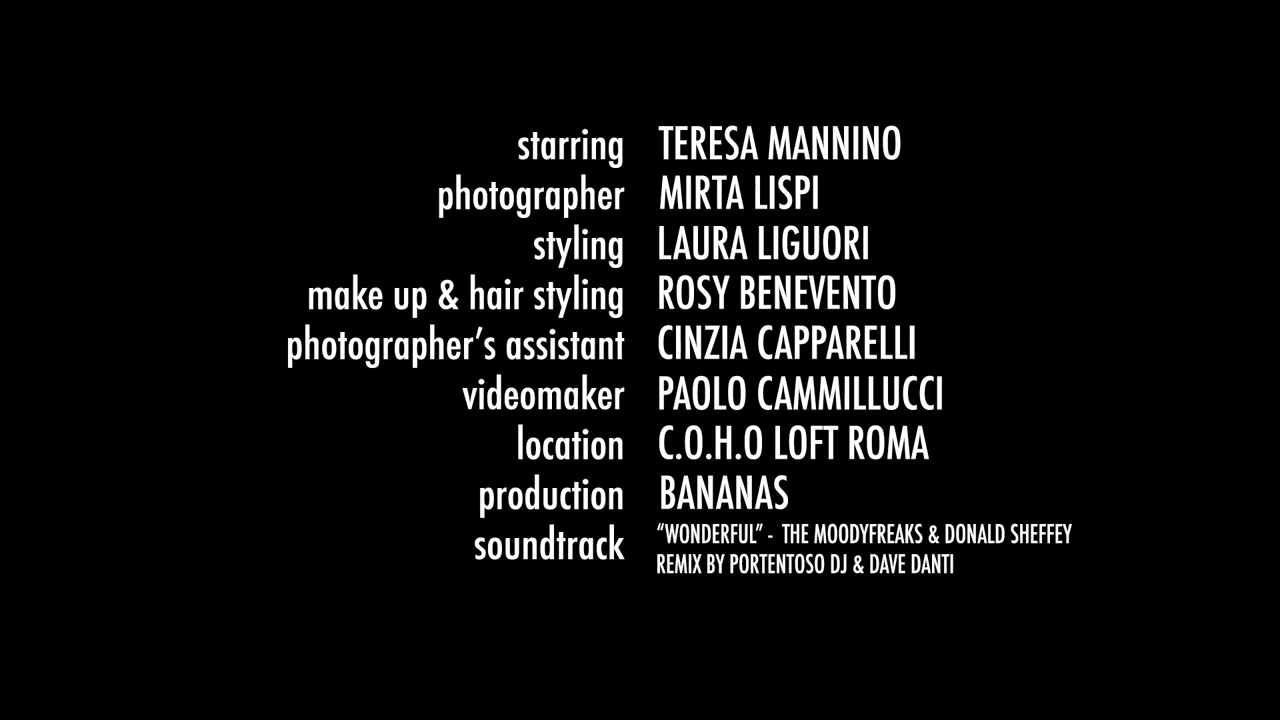 starring TERESA MANNINO
photographer MIRTA LISPI
styling LAURA LIGUORI
make up & hair styling ROSY BENEVENTO
photographer’s assistant CINZIA CAPPARELLI
videomaker PAOLO CAMMILLUCCI
location C.O.H.O LOFT ROMA
production BANANAS
soundtrack “WONDERFUL” - THE MOODYFREAKS & DONALD SHEFFEY
REMIX BY PORTENTOSO DJ & DAVE DANTI